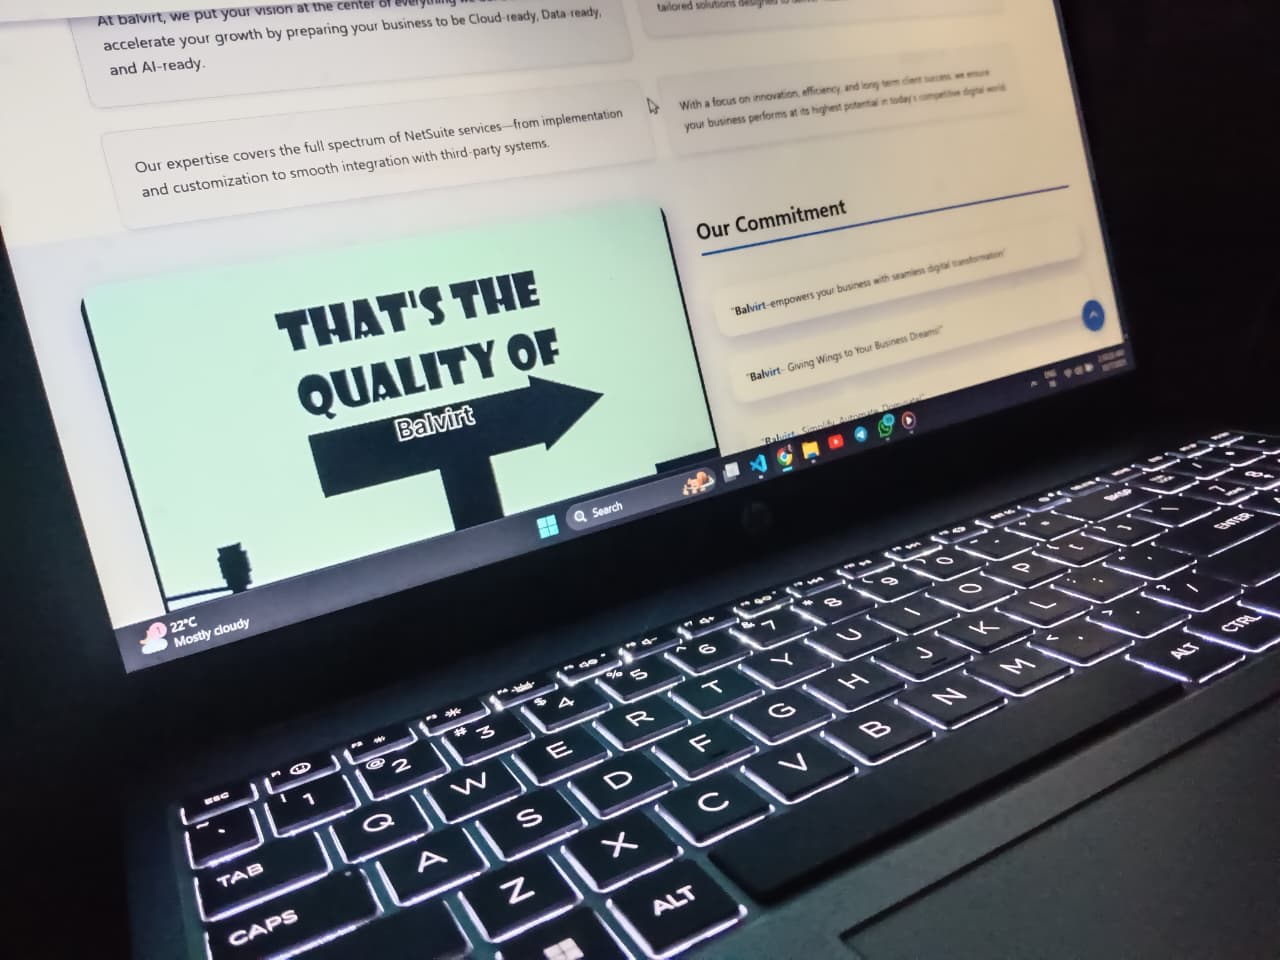 At balvirt, we put your vision at the center of everything we
accelerate your growth by preparing your business to be Cloud-ready, Data-ready,
and AI-ready.
tailored solutions designed to
Our expertise covers the full spectrum of NetSuite services—from implementation
and customization to smooth integration with third-party systems.
With a focus on innovation, efficiency, and long-term client success, we ensure
your business performs at its highest potential in today's competitive digital world.
THAT'S THE
QUALITY OF
Balvirt
Our Commitment
"Balvirt-empowers your business with seamless digital transformation"
"Balvirt- Giving Wings to Your Business Dreams!"
"Balvirt- Simplify, Automate, Dominate!"
1
22°C
Mostly cloudy
Search
ENG
ESC
! 1
@ 2
# 3
$ 4
% 5
^ 6
& 7
* 8
( 9
) 0
BKSP
TAB
Q W E R T Y U I O P
ENTER
CAPS
A S D F G H J K L
Z X C V B N M
ALT
ALT
CTRL